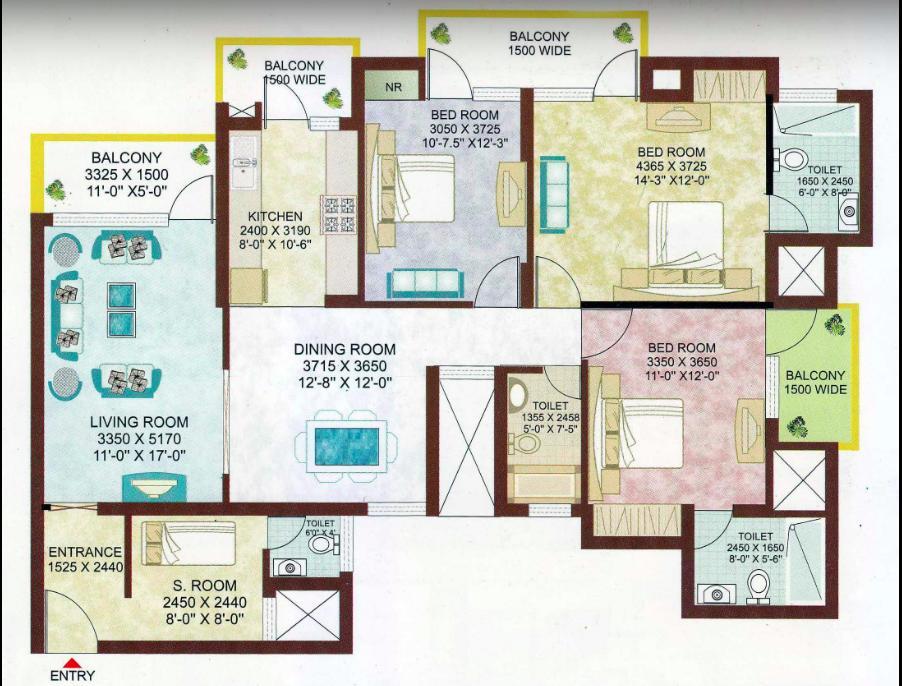 BALCONY
1500 WIDE
BALCONY
1500 WIDE
NR
BED ROOM
3050 X 3725
10'-7.5" X12'-3"
BED ROOM
4365 X 3725
14'-3" X12'-0"
TOILET
1650 X 2450
6'-0" X 8'-0"
BALCONY
3325 X 1500
11'-0" X5'-0"
KITCHEN
2400 X 3190
8'-0" X 10'-6"
DINING ROOM
3715 X 3650
12'-8" X 12'-0"
BED ROOM
3350 X 3650
11'-0" X12'-0"
BALCONY
1500 WIDE
LIVING ROOM
3350 X 5170
11'-0" X 17'-0"
TOILET
1355 X 2458
5'-0" X 7'-5"
TOILET
6'0" X 4'
TOILET
2450 X 1650
8'-0" X 5'-6"
ENTRANCE
1525 X 2440
S. ROOM
2450 X 2440
8'-0" X 8'-0"
ENTRY